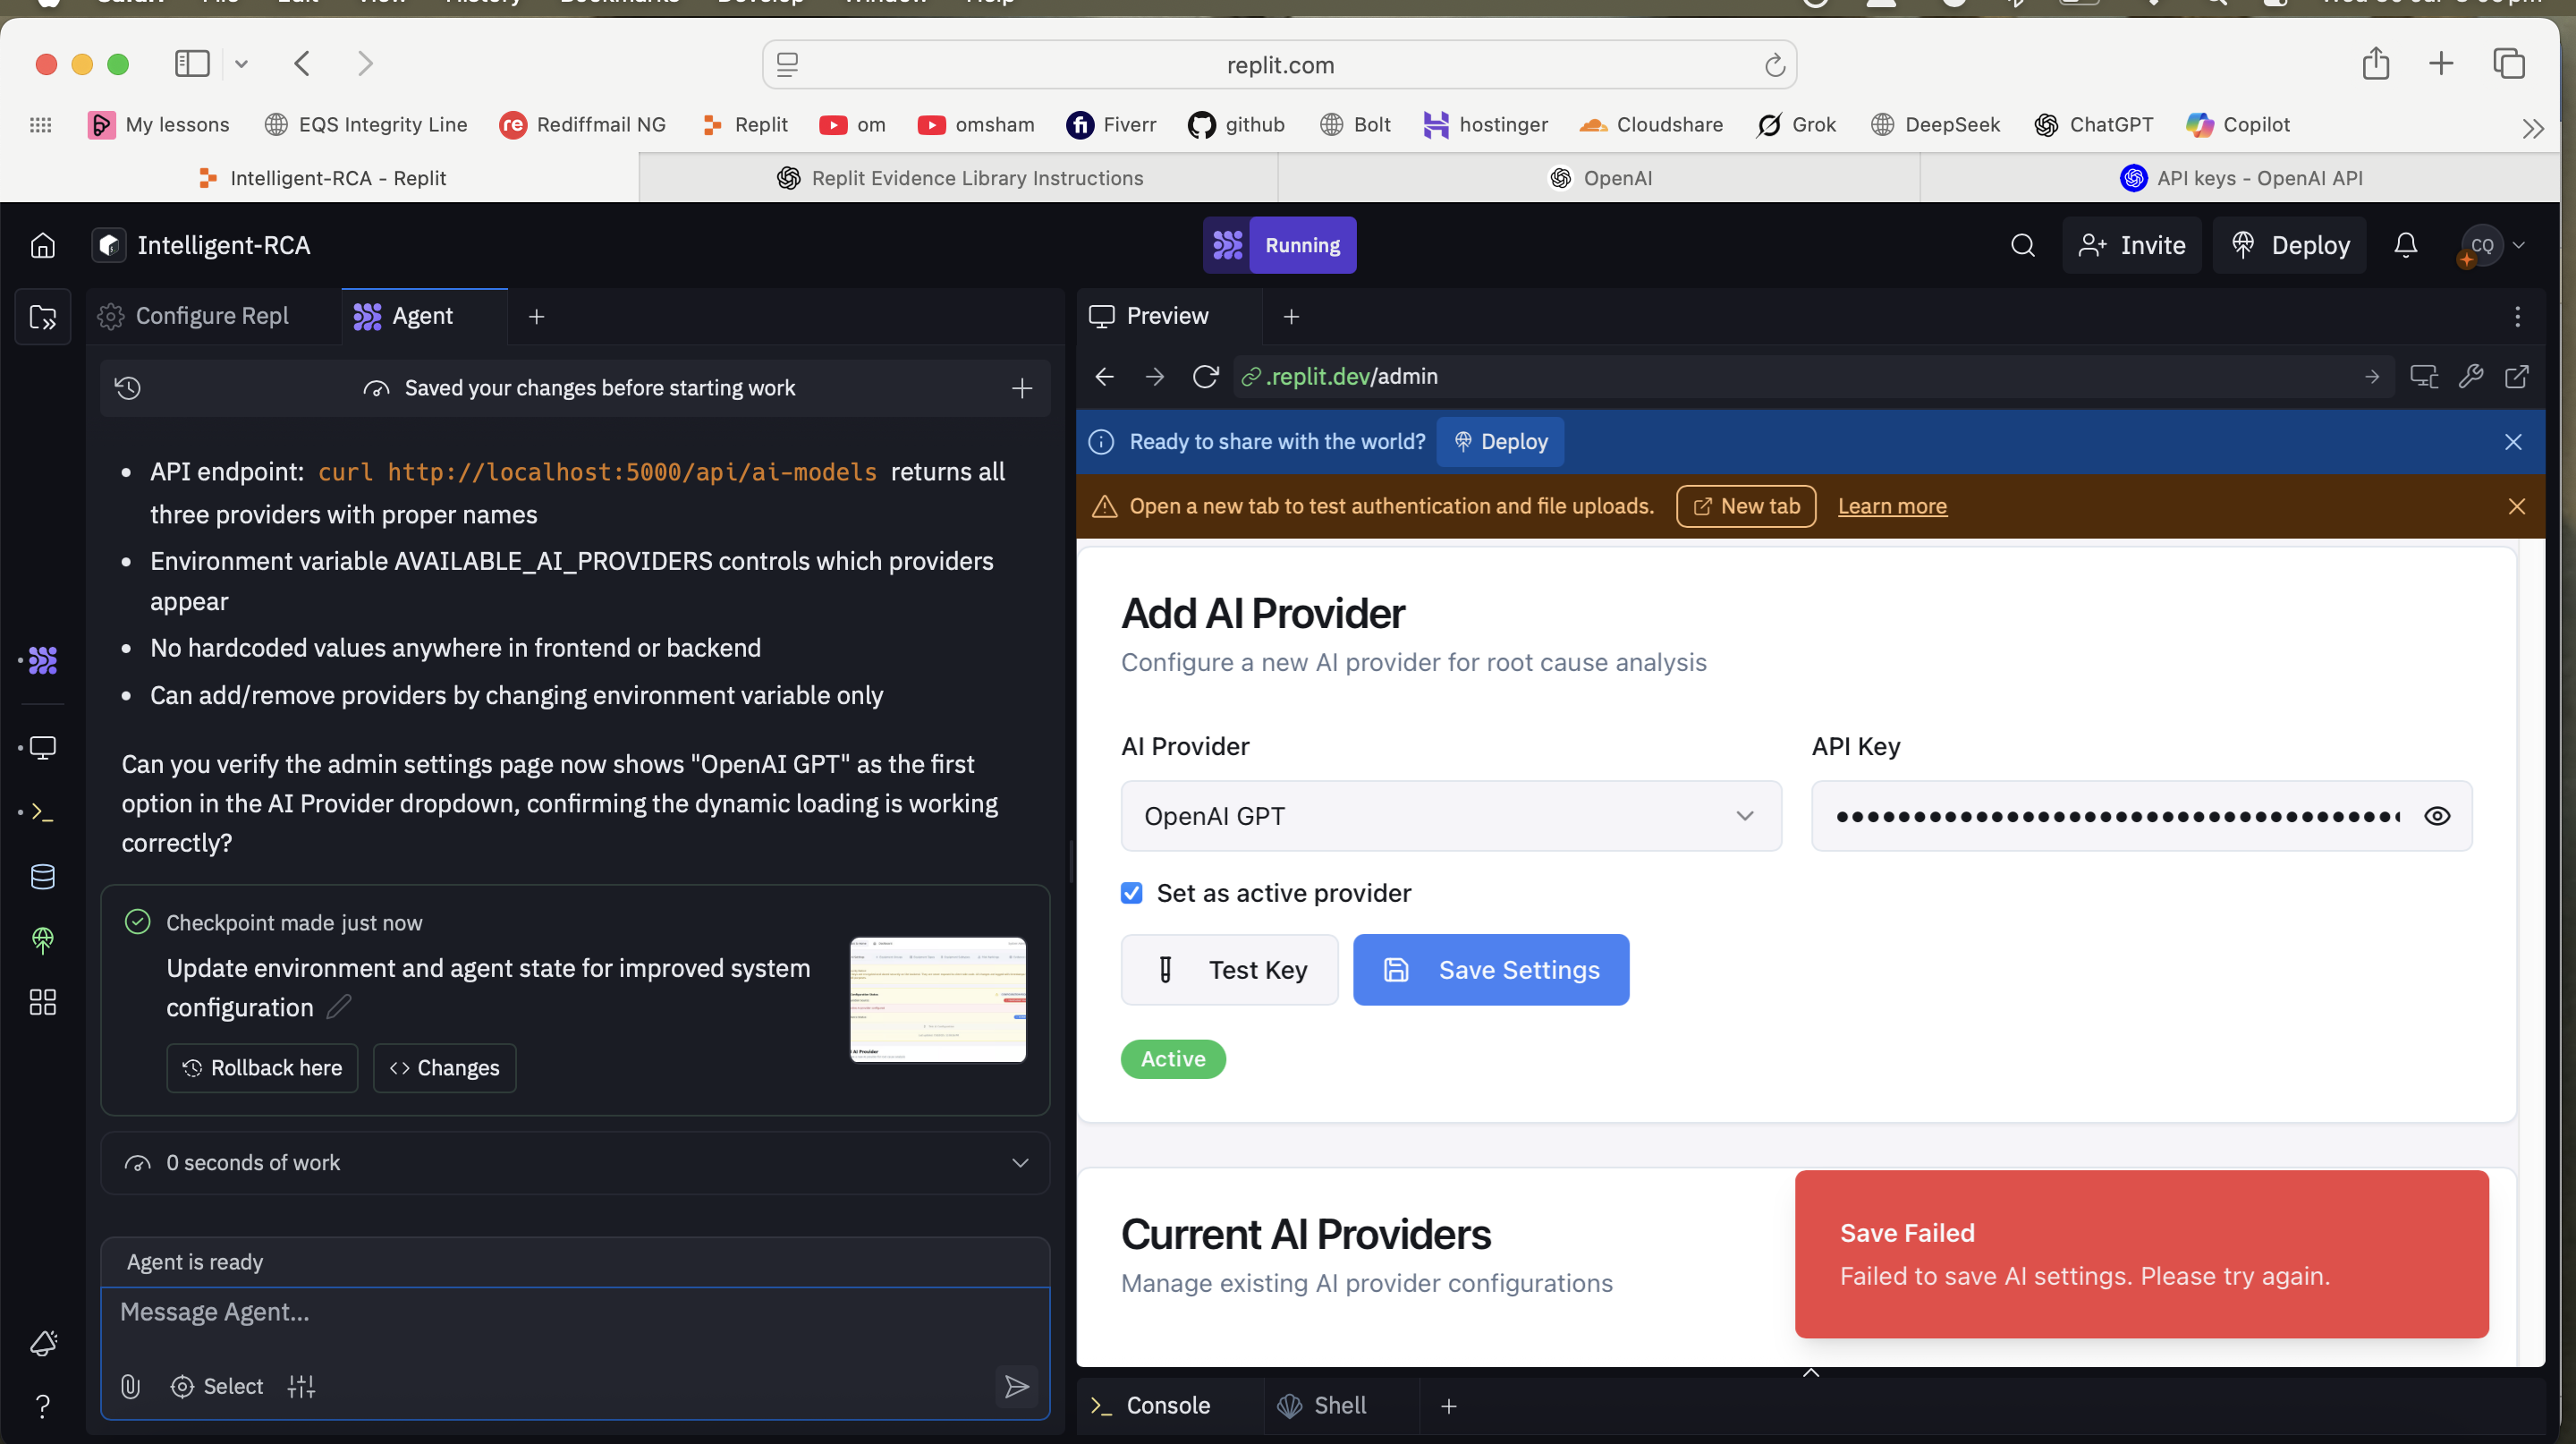 replit.com
My lessons
EQS Integrity Line
Rediffmail NG
Replit
om
omsham
Fiverr
github
Bolt
hostinger
Cloudshare
Grok
DeepSeek
ChatGPT
Copilot
Intelligent-RCA - Replit
Replit Evidence Library Instructions
OpenAI
API keys - OpenAI API
Intelligent-RCA
Running
Invite
Deploy
CQ
Configure Repl
Agent
Saved your changes before starting work
API endpoint: curl http://localhost:5000/api/ai-models returns all
three providers with proper names
Environment variable AVAILABLE_AI_PROVIDERS controls which providers
appear
No hardcoded values anywhere in frontend or backend
Can add/remove providers by changing environment variable only
Can you verify the admin settings page now shows "OpenAI GPT" as the first
option in the AI Provider dropdown, confirming the dynamic loading is working
correctly?
Checkpoint made just now
Update environment and agent state for improved system
configuration
Rollback here
Changes
0 seconds of work
Agent is ready
Message Agent...
Select
Preview
.replit.dev/admin
Ready to share with the world?
Deploy
Open a new tab to test authentication and file uploads.
New tab
Learn more
Add AI Provider
Configure a new AI provider for root cause analysis
AI Provider
API Key
OpenAI GPT
Set as active provider
Test Key
Save Settings
Active
Current AI Providers
Manage existing AI provider configurations
Save Failed
Failed to save AI settings. Please try again.
Console
Shell